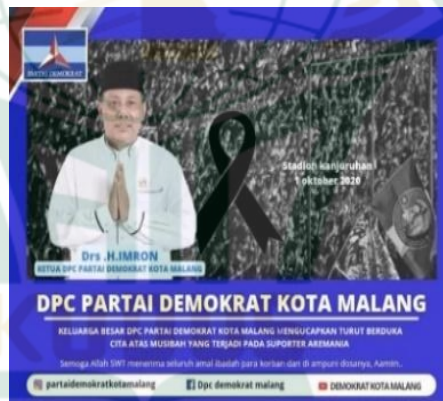 PARTAI DEMOKRAT
Stadion kanjuruhan
1 oktober 2020
Drs .H.IMRON
KETUA DPC PARTAI DEMOKRAT KOTA MALANG
DPC PARTAI DEMOKRAT KOTA MALANG
KELUARGA BESAR DPC PARTAI DEMOKRAT KOTA MALANG MENGUCAPKAN TURUT BERDUKA
CITA ATAS MUSIBAH YANG TERJADI PADA SUPORTER AREMANIA
Semoga Allah SWT menerima seluruh amal ibadah para korban dan di ampuni dosanya, Aamin..
partaidemokratkotamalang
Dpc demokrat malang
DEMOKRAT KOTA MALANG